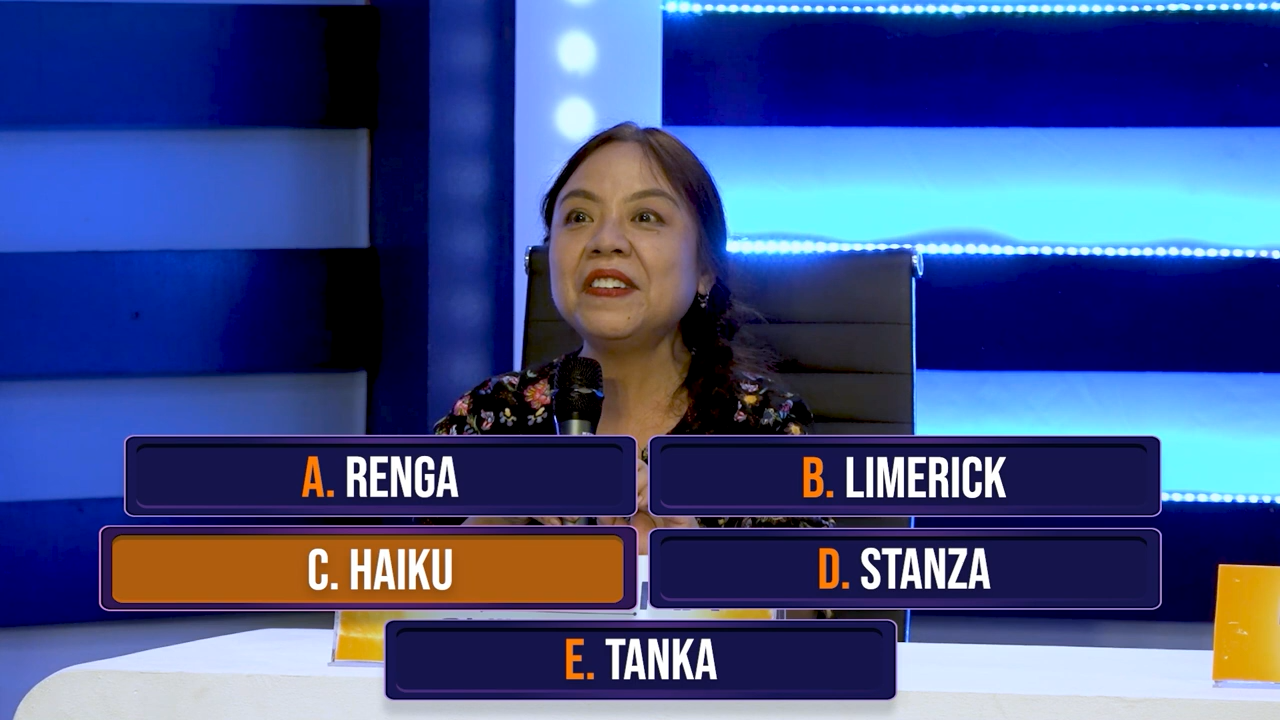 A. RENGA
B. LIMERICK
C. HAIKU
D. STANZA
E. TANKA